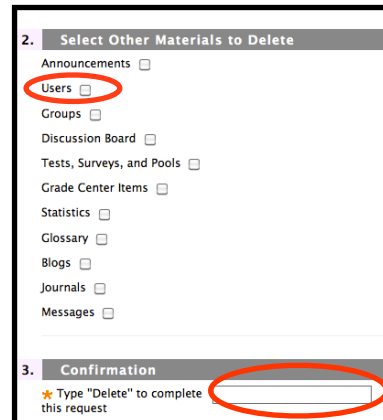 2. Select Other Materials to Delete
Announcements
Users
Groups
Discussion Board
Tests, Surveys, and Pools
Grade Center Items
Statistics
Glossary
Blogs
Journals
Messages
3. Confirmation
* Type "Delete" to complete
this request